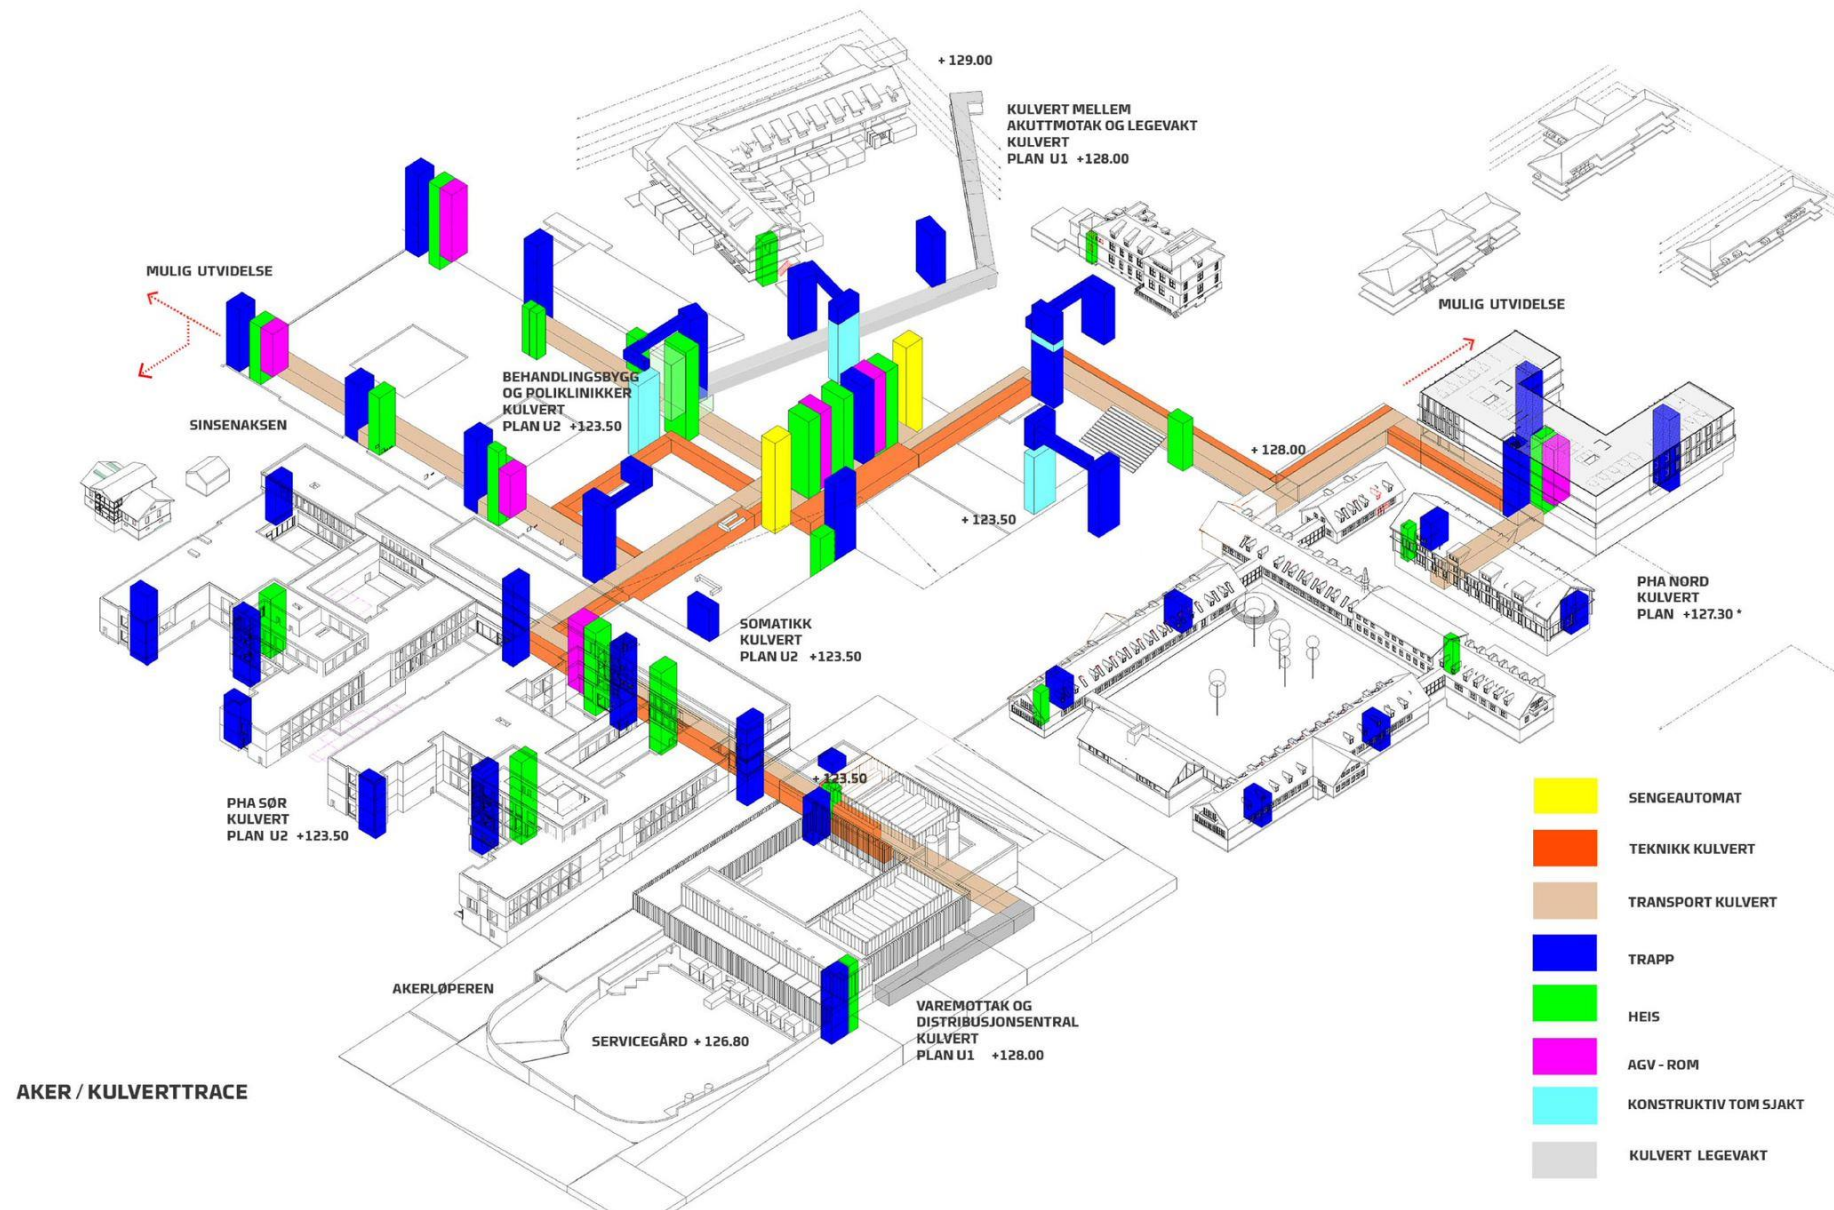 + 129.00
KULVERT MELLEM
AKUTTMOTAK OG LEGEVAKT
KULVERT
PLAN U1 +128.00
MULIG UTVIDELSE
MULIG UTVIDELSE
BEHANDLINGSBYGG
OG POLIKLINIKKER
KULVERT
PLAN U2 +123.50
SINSENAKSEN
+ 128.00
+ 123.50
PHA NORD
KULVERT
PLAN +127.30 *
SOMATIKK
KULVERT
PLAN U2 +123.50
+ 123.50
PHA SØR
KULVERT
PLAN U2 +123.50
AKERLØPEREN
SERVICEGÅRD + 126.80
VAREMOTTAK OG
DISTRIBUSJONSENTRAL
KULVERT
PLAN U1 +128.00
AKER / KULVERTTRACE
SENGEAUTOMAT
TEKNIKK KULVERT
TRANSPORT KULVERT
TRAPP
HEIS
AGV - ROM
KONSTRUKTIV TOM SJAKT
KULVERT LEGEVAKT